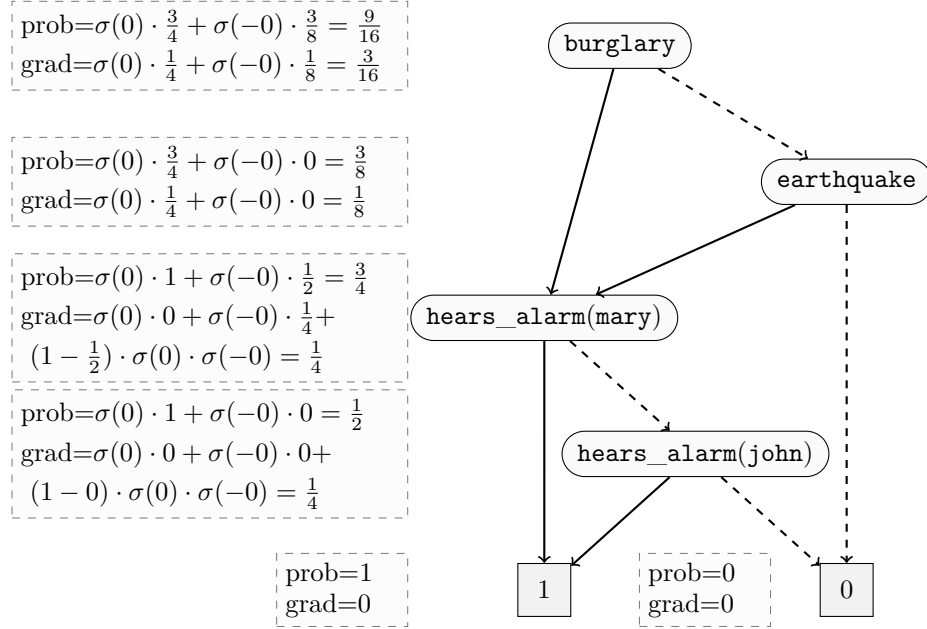 prob=σ(0) · 3/4 + σ(−0) · 3/8 = 9/16
grad=σ(0) · 1/4 + σ(−0) · 1/8 = 3/16
burglary
prob=σ(0) · 3/4 + σ(−0) · 0 = 3/8
grad=σ(0) · 1/4 + σ(−0) · 0 = 1/8
earthquake
prob=σ(0) · 1 + σ(−0) · 1/2 = 3/4
grad=σ(0) · 0 + σ(−0) · 1/4+
(1 − 1/2) · σ(0) · σ(−0) = 1/4
hears_alarm(mary)
prob=σ(0) · 1 + σ(−0) · 0 = 1/2
grad=σ(0) · 0 + σ(−0) · 0+
(1 − 0) · σ(0) · σ(−0) = 1/4
hears_alarm(john)
prob=1
grad=0
1
prob=0
grad=0
0